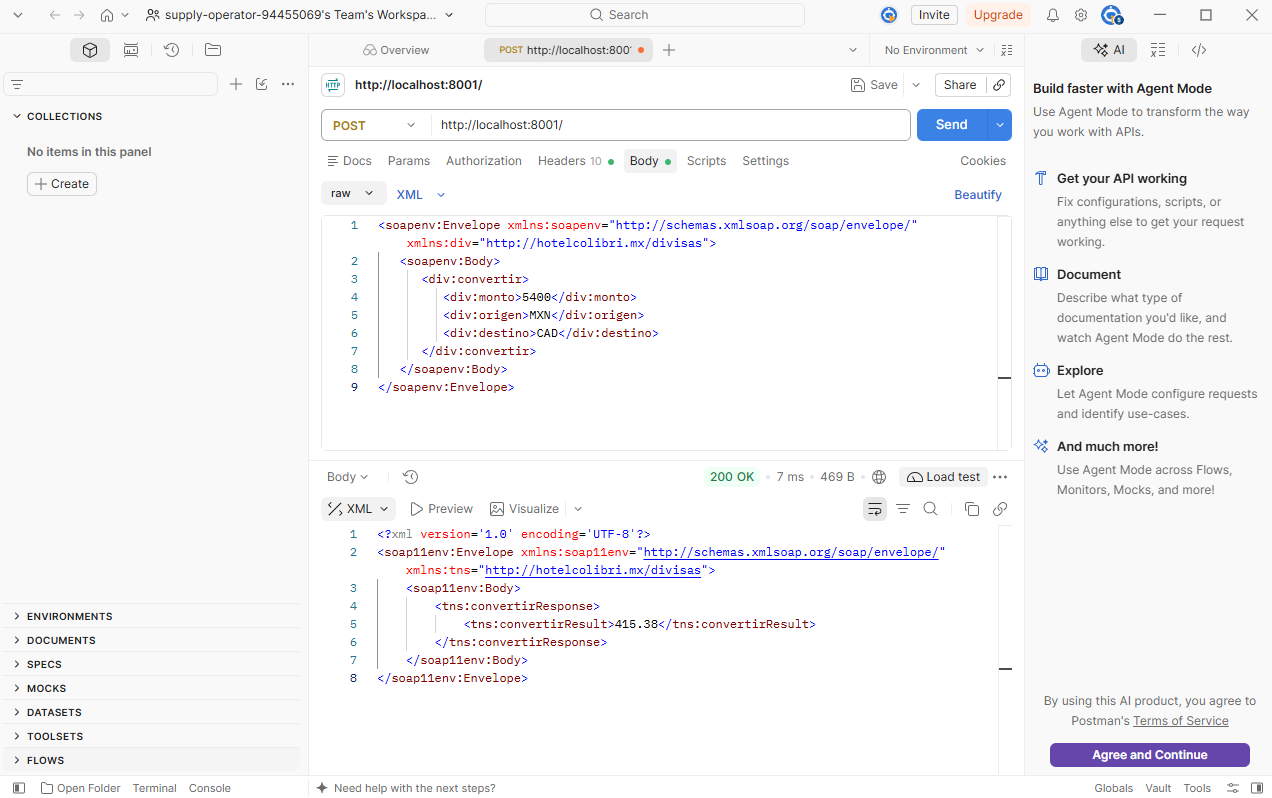 supply-operator-94455069's Team's Workspa...
Search
Invite
Upgrade
Overview
POST http://localhost:800
No Environment
AI
COLLECTIONS
No items in this panel
Create
ENVIRONMENTS
DOCUMENTS
SPECS
MOCKS
DATASETS
TOOLSETS
FLOWS
HTTP
http://localhost:8001/
Save
Share
POST
http://localhost:8001/
Send
Docs
Params
Authorization
Headers 10
Body
Scripts
Settings
Cookies
raw
XML
Beautify
1 <soapenv:Envelope xmlns:soapenv="http://schemas.xmlsoap.org/soap/envelope/"
xmlns:div="http://hotelcolibri.mx/divisas">
2 <soapenv:Body>
3 <div:convertir>
4 <div:monto>5400</div:monto>
5 <div:origen>MXN</div:origen>
6 <div:destino>CAD</div:destino>
7 </div:convertir>
8 </soapenv:Body>
9 </soapenv:Envelope>
Body
200 OK
7 ms
469 B
Load test
XML
Preview
Visualize
1 <?xml version='1.0' encoding='UTF-8'?>
2 <soap11env:Envelope xmlns:soap11env="http://schemas.xmlsoap.org/soap/envelope/"
xmlns:tns="http://hotelcolibri.mx/divisas">
3 <soap11env:Body>
4 <tns:convertirResponse>
5 <tns:convertirResult>415.38</tns:convertirResult>
6 </tns:convertirResponse>
7 </soap11env:Body>
8 </soap11env:Envelope>
Build faster with Agent Mode
Use Agent Mode to transform the way
you work with APIs.
Get your API working
Fix configurations, scripts, or
anything else to get your request
working.
Document
Describe what type of
documentation you'd like, and
watch Agent Mode do the rest.
Explore
Let Agent Mode configure requests
and identify use-cases.
And much more!
Use Agent Mode across Flows,
Monitors, Mocks, and more!
By using this AI product, you agree to
Postman's Terms of Service
Agree and Continue
Open Folder
Terminal
Console
Need help with the next steps?
Globals
Vault
Tools